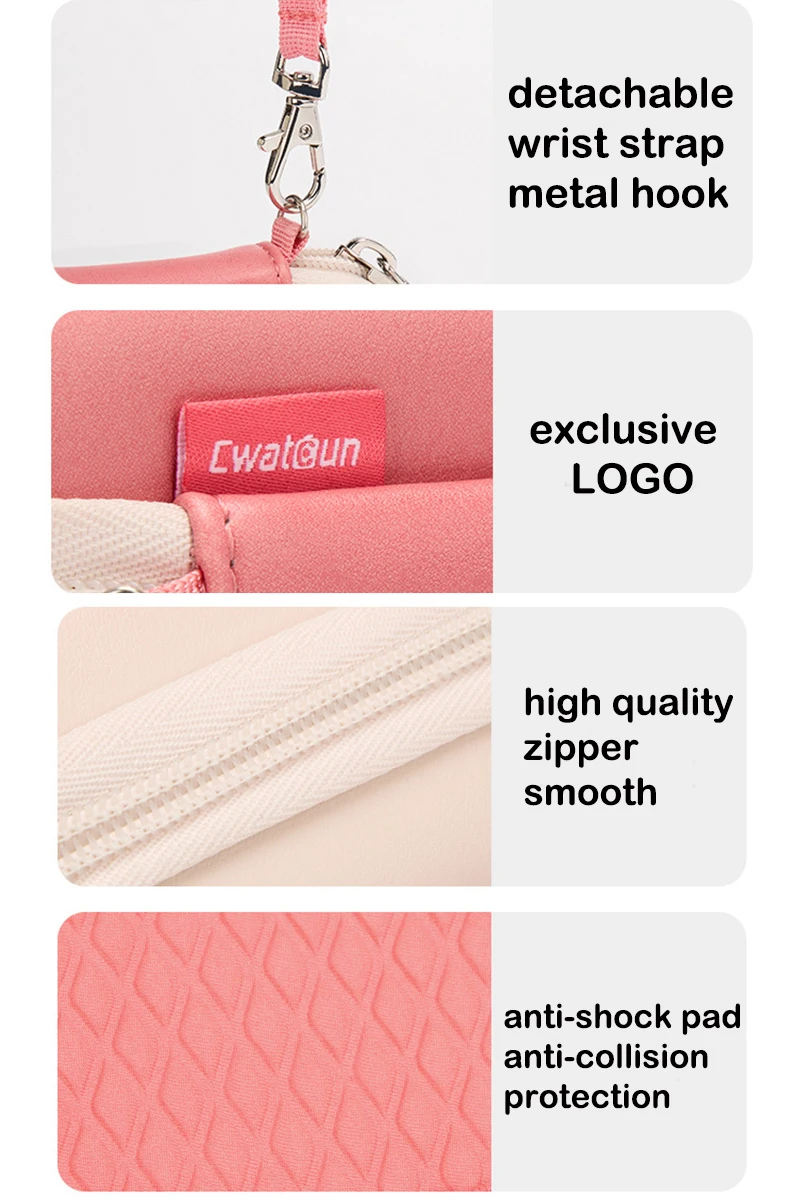 detachable
wrist strap
metal hook
Cwatcun
exclusive
LOGO
high quality
zipper
smooth
anti-shock pad
anti-collision
protection